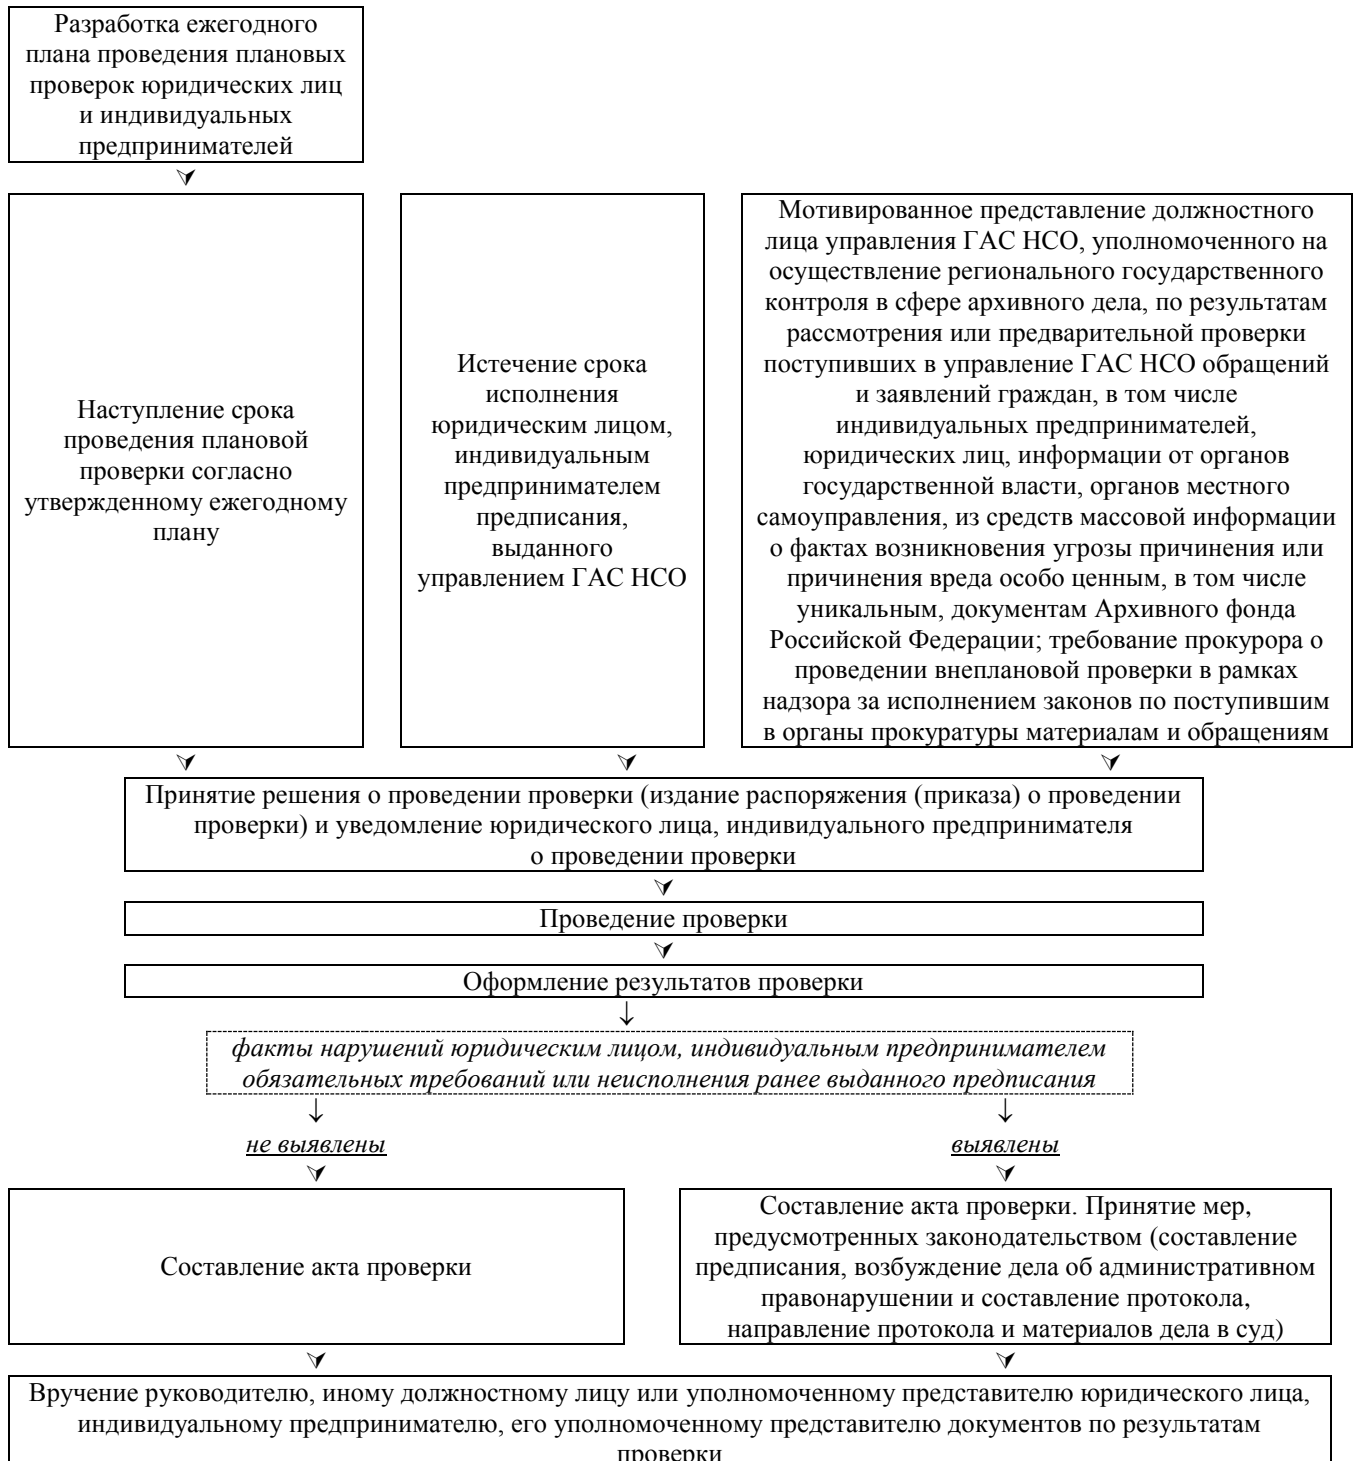 Разработка ежегодного
плана проведения плановых
проверок юридических лиц
и индивидуальных
предпринимателей
Наступление срока
проведения плановой
проверки согласно
утвержденному ежегодному
плану
Истечение срока
исполнения
юридическим лицом,
индивидуальным
предпринимателем
предписания,
выданного
управлением ГАС НСО
Мотивированное представление должностного
лица управления ГАС НСО, уполномоченного на
осуществление регионального государственного
контроля в сфере архивного дела, по результатам
рассмотрения или предварительной проверки
поступивших в управление ГАС НСО обращений
и заявлений граждан, в том числе
индивидуальных предпринимателей,
юридических лиц, информации от органов
государственной власти, органов местного
самоуправления, из средств массовой информации
о фактах возникновения угрозы причинения или
причинения вреда особо ценным, в том числе
уникальным, документам Архивного фонда
Российской Федерации; требование прокурора о
проведении внеплановой проверки в рамках
надзора за исполнением законов по поступившим
в органы прокуратуры материалам и обращениям
Принятие решения о проведении проверки (издание распоряжения (приказа) о проведении
проверки) и уведомление юридического лица, индивидуального предпринимателя
о проведении проверки
Проведение проверки
Оформление результатов проверки
факты нарушений юридическим лицом, индивидуальным предпринимателем
обязательных требований или неисполнения ранее выданного предписания
не выявлены
выявлены
Составление акта проверки
Составление акта проверки. Принятие мер,
предусмотренных законодательством (составление
предписания, возбуждение дела об административном
правонарушении и составление протокола,
направление протокола и материалов дела в суд)
Вручение руководителю, иному должностному лицу или уполномоченному представителю юридического лица,
индивидуальному предпринимателю, его уполномоченному представителю документов по результатам
проверки